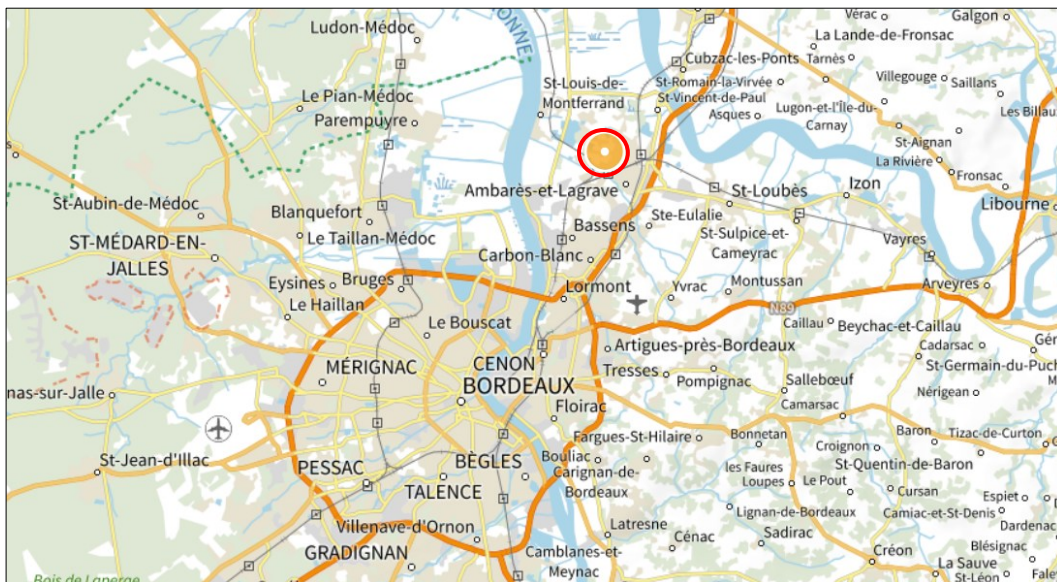 Vérac
Galgon
Ludon-Médoc
La Lande-de-Fronsac
Tarnès
Cubzac-les-Ponts
St-Romain-la-Virvée
Villegouge
Saillans
St-Louis-de-
Montferrand
St-Vincent-de-Paul
Asques
Lugon-et-l'Île-du-
Carnay
Les Billaux
Le Pian-Médoc
Parempuyre
St-Aignan
La Rivière
Fronsac
Ambarès-et-Lagrave
St-Loubès
Izon
Libourne
St-Aubin-de-Médoc
Blanquefort
Bassens
Ste-Eulalie
St-Sulpice-et-
Cameyrac
Vayres
ST-MÉDARD-EN-
JALLES
Le Taillan-Médoc
Carbon-Blanc
Eysines
Bruges
Lormont
Yvrac
Montussan
Arveyres
Le Haillan
N89
Le Bouscat
Caillau
Beychac-et-Caillau
Artigues-près-Bordeaux
Cadarsac
MÉRIGNAC
CENON
Tresses
Pompignac
St-Germain-du-Puch
BORDEAUX
Salleboeuf
Nérigean
nas-sur-Jalle
Floirac
Camarsac
Fargues-St-Hilaire
Bonnetan
Baron
Tizac-de-Curton
Croignon
St-Jean-d'Illac
PESSAC
BÈGLES
Bouliac
Carignan-de-
Bordeaux
les Faures
Loupes
St-Quentin-de-Baron
Le Pout
Cursan
TALENCE
Espiet
Lignan-de-Bordeaux
Camiac-et-St-Denis
Villenave-d'Ornon
Latresne
Cénac
Sadirac
Dardenac
GRADIGNAN
Camblanes-et-
Meynac
Créon
Blésignac
La Sauve
St-Léon